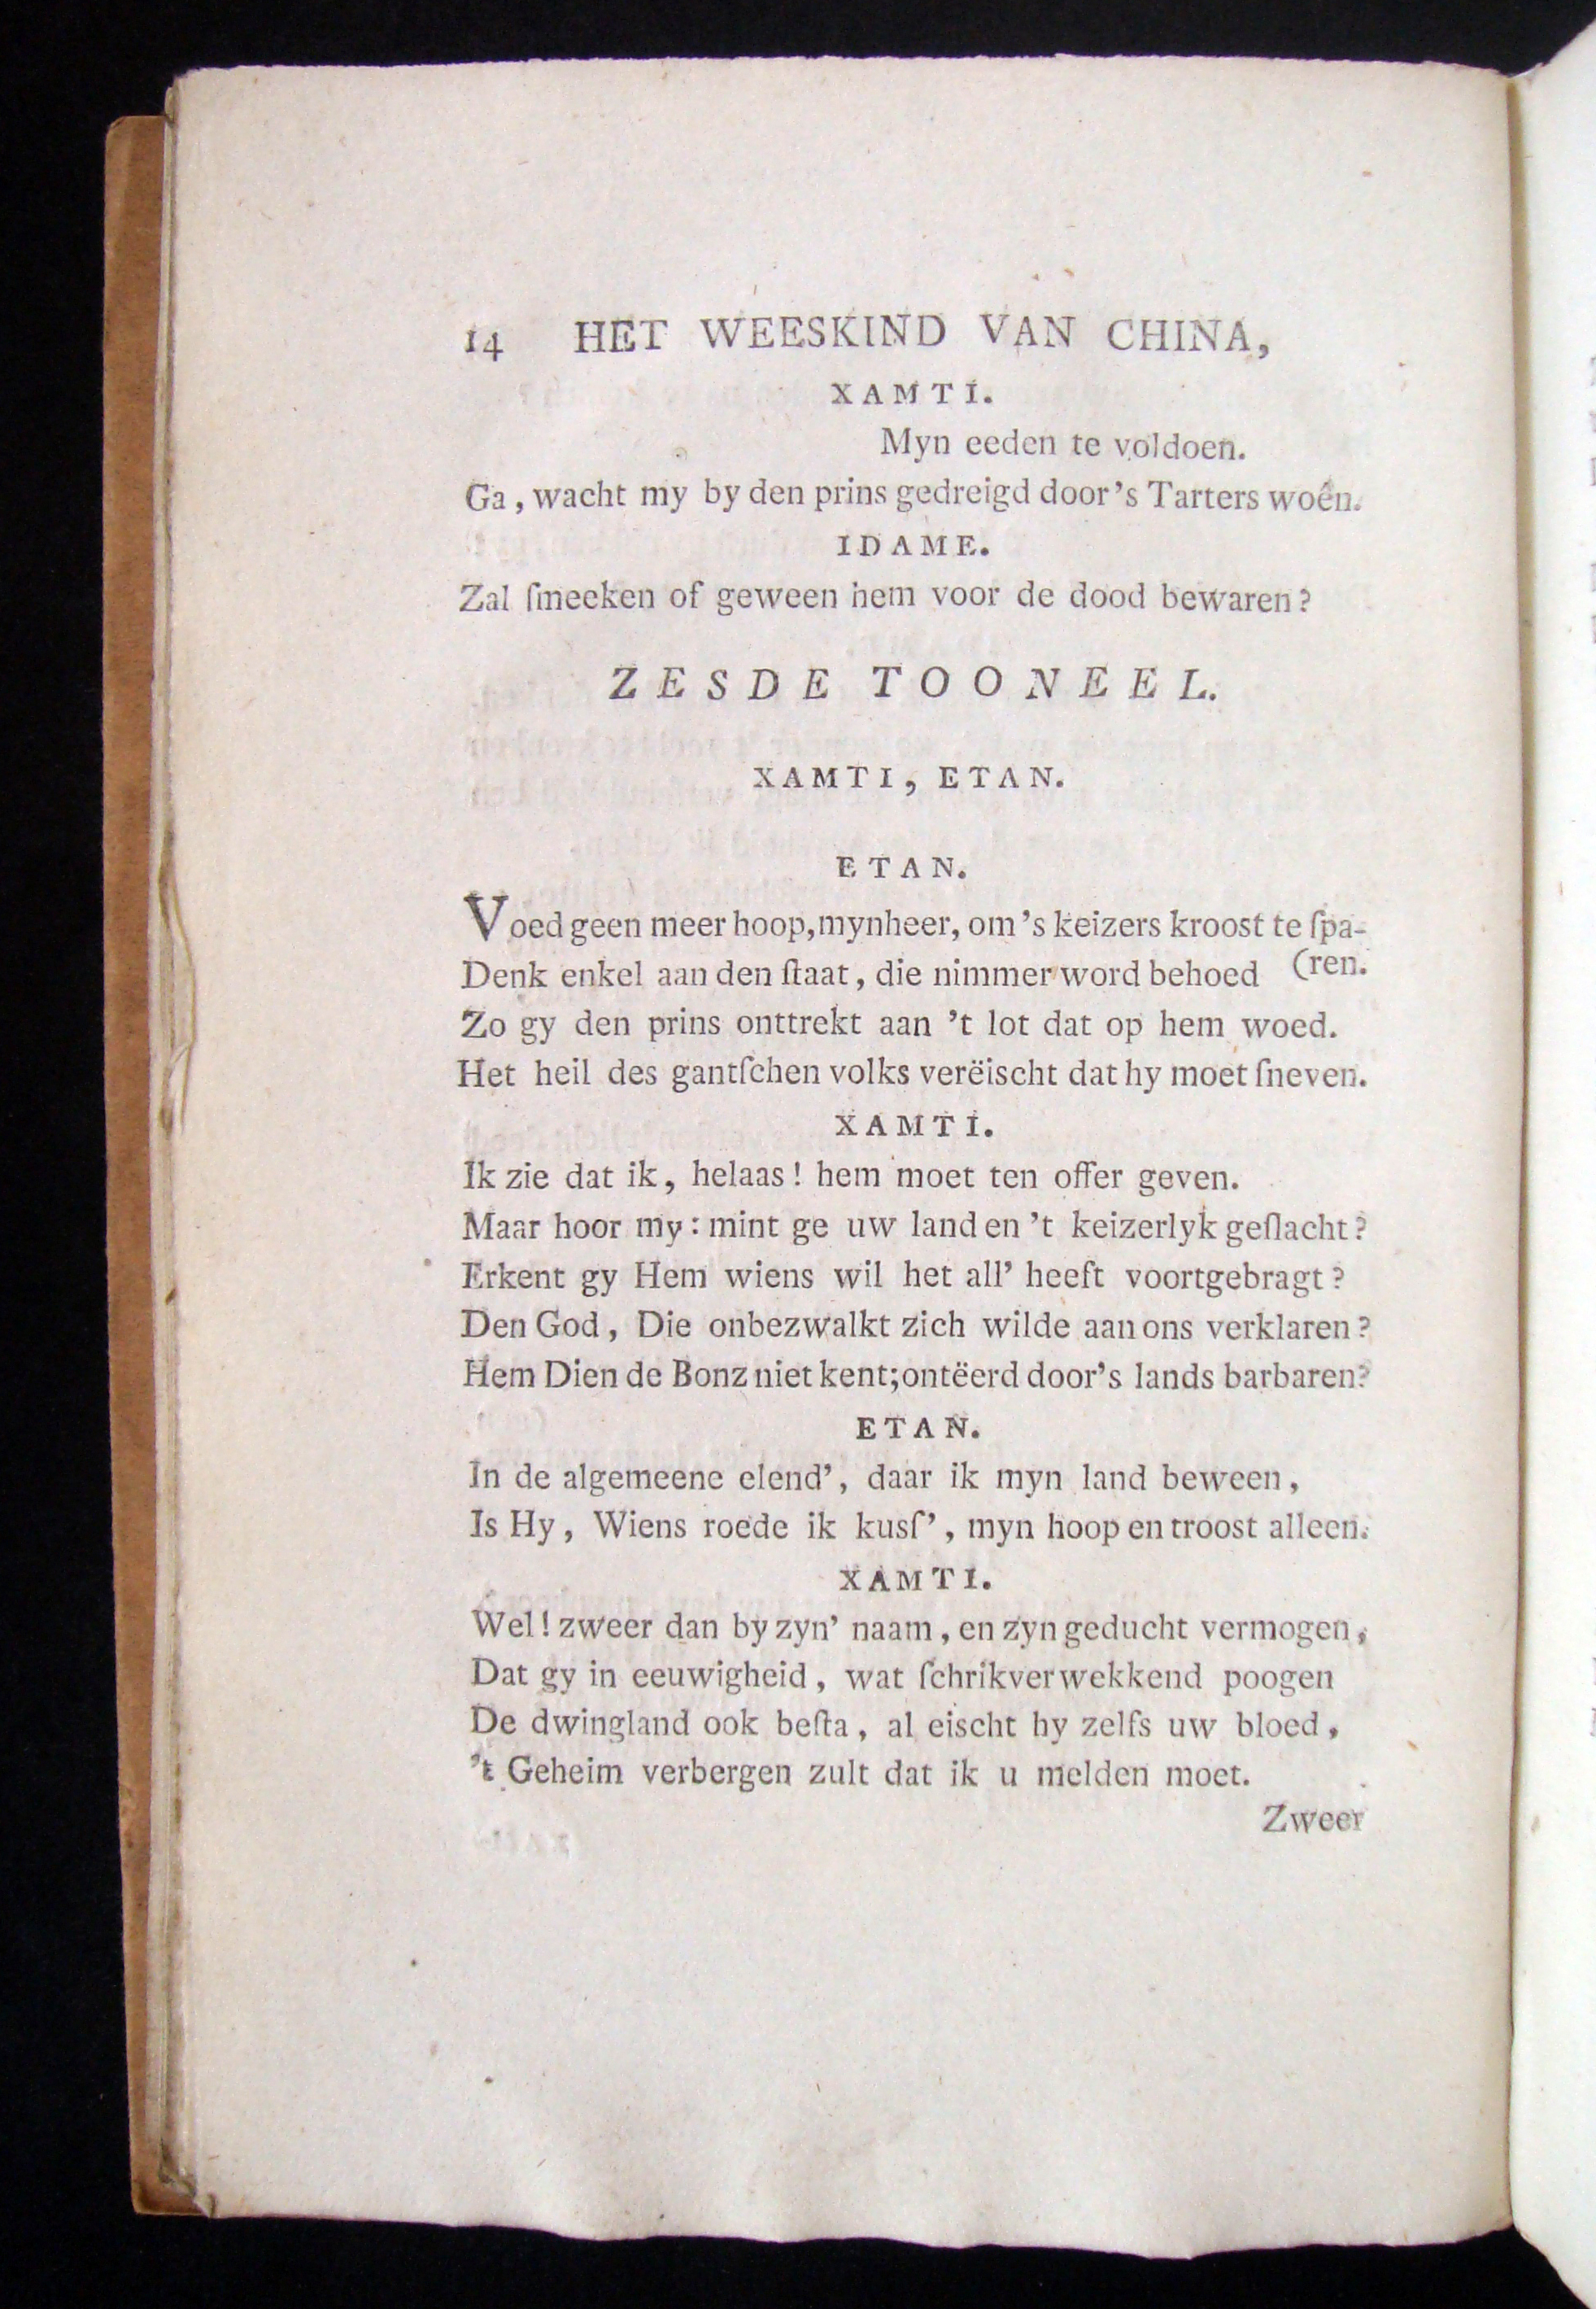 14 HET WEESKIND VAN CHINA,
XAMTI.
Myn eeden te voldoen.
Ga, wacht my by den prins gedreigd door's Tarters woên.
IDAME.
Zal ſmeeken of geween hem voor de dood bewaren?
ZESDE TOONEEL.
XAMTI, ETAN.
ETAN.
Voed geen meer hoop, mynheer, om's keizers kroost te ſpa-
Denk enkel aan den ſtaat, die nimmer word behoed (ren.
Zo gy den prins onttrekt aan 't lot dat op hem woed.
Het heil des gantſchen volks verëischt dat hy moet ſneven.
XAMTI.
Ik zie dat ik, helaas! hem moet ten offer geven.
Maar hoor my: mint ge uw land en 't keizerlyk geſlacht?
Erkent gy Hem wiens wil het all' heeft voortgebragt?
Den God, Die onbezwalkt zich wilde aan ons verklaren?
Hem Dien de Bonz niet kent; ontëerd door's lands barbaren?
ETAN.
In de algemeene elend', daar ik myn land beween,
Is Hy, Wiens roede ik kusſ', myn hoop en troost alleen.
XAMTI.
Wel! zweer dan by zyn' naam, en zyn geducht vermogen,
Dat gy in eeuwigheid, wat ſchrikverwekkend poogen
De dwingland ook beſta, al eischt hy zelfs uw bloed,
't Geheim verbergen zult dat ik u melden moet.
Zweer